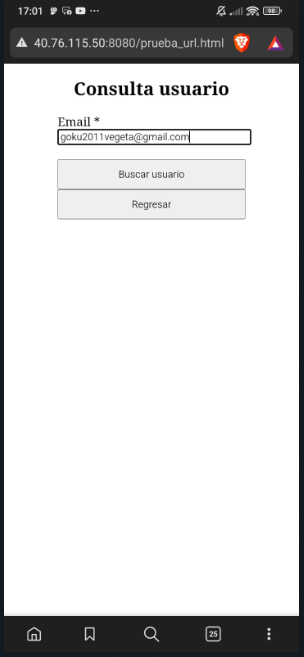 17:01
98
40.76.115.50:8080/prueba_url.html
Consulta usuario
Email *
goku2011vegeta@gmail.com
Buscar usuario
Regresar
25